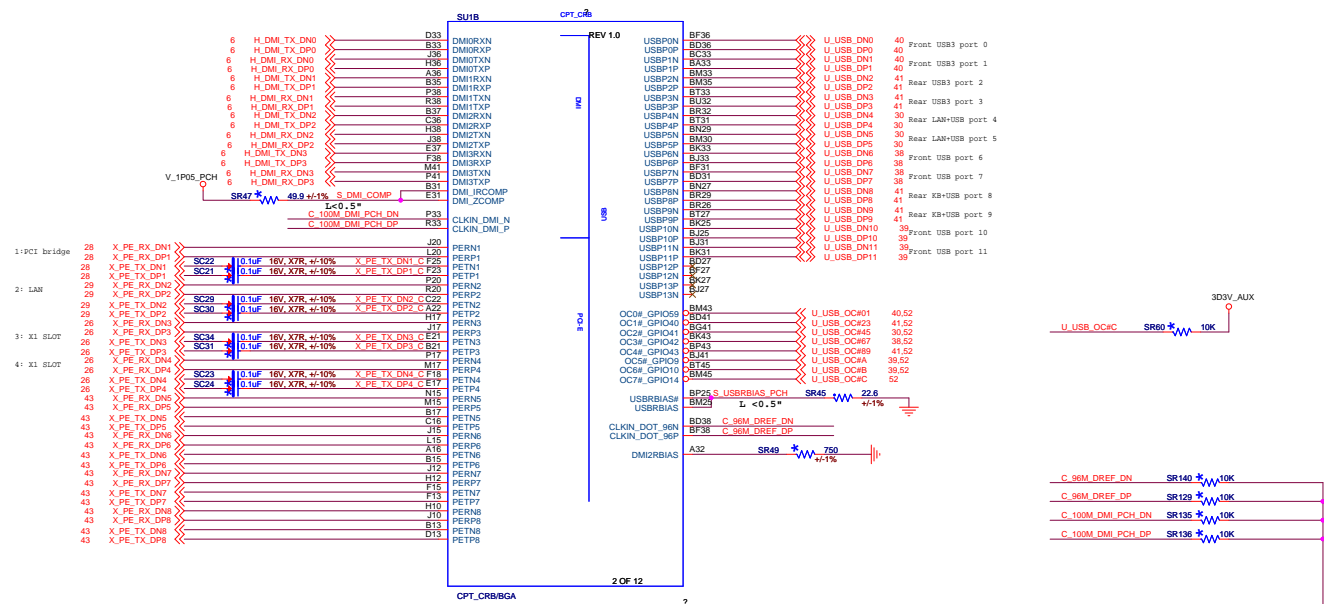 SU1B
CPT_CRB
?
REV 1.0
6 H_DMI_TX_DN0 D33 DMI0RXN
6 H_DMI_TX_DP0 B33 DMI0RXP
6 H_DMI_RX_DN0 J36 DMI0TXN
6 H_DMI_RX_DP0 H36 DMI0TXP
6 H_DMI_TX_DN1 A36 DMI1RXN
6 H_DMI_TX_DP1 B35 DMI1RXP
6 H_DMI_RX_DN1 P38 DMI1TXN
6 H_DMI_RX_DP1 R38 DMI1TXP
6 H_DMI_TX_DN2 B37 DMI2RXN
6 H_DMI_TX_DP2 C36 DMI2RXP
6 H_DMI_RX_DN2 H38 DMI2TXN
6 H_DMI_RX_DP2 J38 DMI2TXP
6 H_DMI_TX_DN3 E37 DMI3RXN
6 H_DMI_TX_DP3 F38 DMI3RXP
6 H_DMI_RX_DN3 M41 DMI3TXN
6 H_DMI_RX_DP3 P41 DMI3TXP
V_1P05_PCH
B31 DMI_IRCOMP
SR47 * 49.9 +/-1% S_DMI_COMP E31 DMI_ZCOMP
L<0.5"
C_100M_DMI_PCH_DN P33 CLKIN_DMI_N
C_100M_DMI_PCH_DP R33 CLKIN_DMI_P
1:PCI bridge
28 X_PE_RX_DN1 J20 PERN1
28 X_PE_RX_DP1 L20 PERP1
28 X_PE_TX_DN1 SC22 * 0.1uF 16V, X7R, +/-10% X_PE_TX_DN1_C F25 PETN1
28 X_PE_TX_DP1 SC21 * 0.1uF 16V, X7R, +/-10% X_PE_TX_DP1_C F23 PETP1
2: LAN
29 X_PE_RX_DN2 P20 PERN2
29 X_PE_RX_DP2 R20 PERP2
29 X_PE_TX_DN2 SC29 * 0.1uF 16V, X7R, +/-10% X_PE_TX_DN2_C C22 PETN2
29 X_PE_TX_DP2 SC30 * 0.1uF 16V, X7R, +/-10% X_PE_TX_DP2_C A22 PETP2
26 X_PE_RX_DN3 H17 PERN3
26 X_PE_RX_DP3 J17 PERP3
3: X1 SLOT
26 X_PE_TX_DN3 SC34 * 0.1uF 16V, X7R, +/-10% X_PE_TX_DN3_C E21 PETN3
26 X_PE_TX_DP3 SC31 * 0.1uF 16V, X7R, +/-10% X_PE_TX_DP3_C B21 PETP3
26 X_PE_RX_DN4 P17 PERN4
4: X1 SLOT
26 X_PE_RX_DP4 M17 PERP4
26 X_PE_TX_DN4 SC23 * 0.1uF 16V, X7R, +/-10% X_PE_TX_DN4_C F18 PETN4
26 X_PE_TX_DP4 SC24 * 0.1uF 16V, X7R, +/-10% X_PE_TX_DP4_C E17 PETP4
43 X_PE_RX_DN5 N15 PERN5
43 X_PE_RX_DP5 M15 PERP5
43 X_PE_TX_DN5 B17 PETN5
43 X_PE_TX_DP5 C16 PETP5
43 X_PE_RX_DN6 J15 PERN6
43 X_PE_RX_DP6 L15 PERP6
43 X_PE_TX_DN6 A16 PETN6
43 X_PE_TX_DP6 B15 PETP6
43 X_PE_RX_DN7 J12 PERN7
43 X_PE_RX_DP7 H12 PERP7
43 X_PE_TX_DN7 F15 PETN7
43 X_PE_TX_DP7 F13 PETP7
43 X_PE_RX_DN8 H10 PERN8
43 X_PE_RX_DP8 J10 PERP8
43 X_PE_TX_DN8 B13 PETN8
43 X_PE_TX_DP8 D13 PETP8
DMI
USB
PCI-E
USBP0N BF36 U_USB_DN0 40
USBP0P BD36 U_USB_DP0 40 Front USB3 port 0
USBP1N BC33 U_USB_DN1 40
USBP1P BA33 U_USB_DP1 40 Front USB3 port 1
USBP2N BM33 U_USB_DN2 41
USBP2P BM35 U_USB_DP2 41 Rear USB3 port 2
USBP3N BT33 U_USB_DN3 41
USBP3P BU32 U_USB_DP3 41 Rear USB3 port 3
USBP4N BR32 U_USB_DN4 30
USBP4P BT31 U_USB_DP4 30 Rear LAN+USB port 4
USBP5N BN29 U_USB_DN5 30
USBP5P BM30 U_USB_DP5 30 Rear LAN+USB port 5
USBP6N BK33 U_USB_DN6 38
USBP6P BJ33 U_USB_DP6 38 Front USB port 6
USBP7N BF31 U_USB_DN7 38
USBP7P BD31 U_USB_DP7 38 Front USB port 7
USBP8N BN27 U_USB_DN8 41
USBP8P BR29 U_USB_DP8 41 Rear KB+USB port 8
USBP9N BR26 U_USB_DN9 41
USBP9P BT27 U_USB_DP9 41 Rear KB+USB port 9
USBP10N BK25 U_USB_DN10 39
USBP10P BJ25 U_USB_DP10 39 Front USB port 10
USBP11N BJ31 U_USB_DN11 39
USBP11P BK31 U_USB_DP11 39 Front USB port 11
USBP12P BD27
USBP12N BF27
USBP13P BK27
USBP13N BJ27
OC0#_GPIO59 BM43 U_USB_OC#01 40,52
OC1#_GPIO40 BD41 U_USB_OC#23 41,52
OC2#_GPIO41 BG41 U_USB_OC#45 30,52
OC3#_GPIO42 BK43 U_USB_OC#67 38,52
OC4#_GPIO43 BP43 U_USB_OC#89 41,52
OC5#_GPIO9 BJ41 U_USB_OC#A 39,52
OC6#_GPIO10 BT45 U_USB_OC#B 39,52
OC7#_GPIO14 BM45 U_USB_OC#C 52
USBRBIAS# BP25 S_USBRBIAS_PCH SR45 * 22.6
USBRBIAS BM25 L <0.5" +/-1%
CLKIN_DOT_96N BD38 C_96M_DREF_DN
CLKIN_DOT_96P BF38 C_96M_DREF_DP
DMI2RBIAS A32 SR49 * 750
+/-1%
2 OF 12
CPT_CRB/BGA
?
3D3V_AUX
U_USB_OC#C SR60 * 10K
C_96M_DREF_DN SR140 * 10K
C_96M_DREF_DP SR129 * 10K
C_100M_DMI_PCH_DN SR135 * 10K
C_100M_DMI_PCH_DP SR136 * 10K